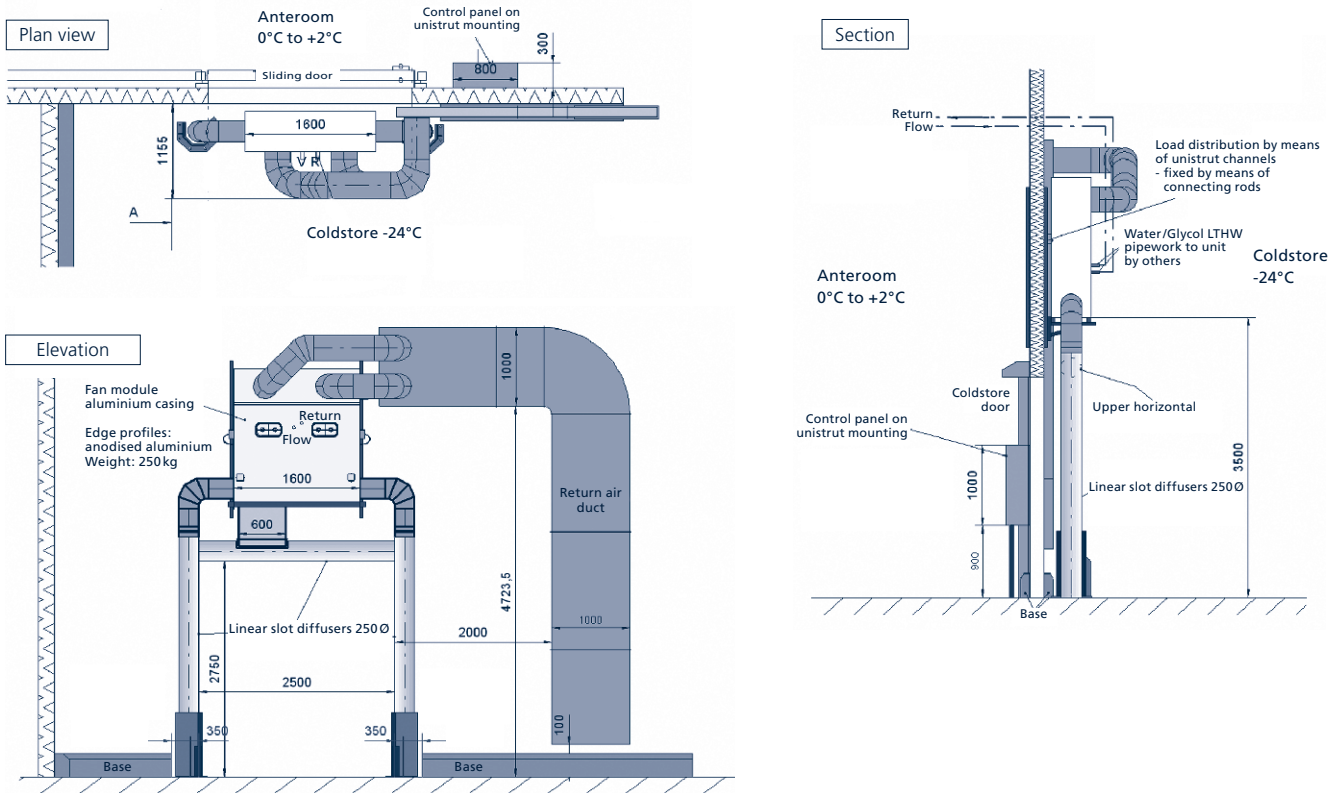 Plan view
Anteroom
0°C to +2°C
Control panel on
unistrut mounting
300
800
Sliding door
1600
1155
V R
A
Coldstore -24°C
Elevation
Fan module
aluminium casing
Edge profiles:
anodised aluminium
Weight: 250 kg
Return
Flow
1600
600
1000
Return air
duct
4723,5
1000
Linear slot diffusers 250 Ø
2000
2750
2500
350
350
100
Base
Base
Section
Return
Flow
Load distribution by means
of unistrut channels
- fixed by means of
connecting rods
Water/Glycol LTHW
pipework to unit
by others
Coldstore
-24°C
Anteroom
0°C to +2°C
Coldstore
door
Upper horizontal
Control panel on
unistrut mounting
3500
1000
Linear slot diffusers 250 Ø
900
Base